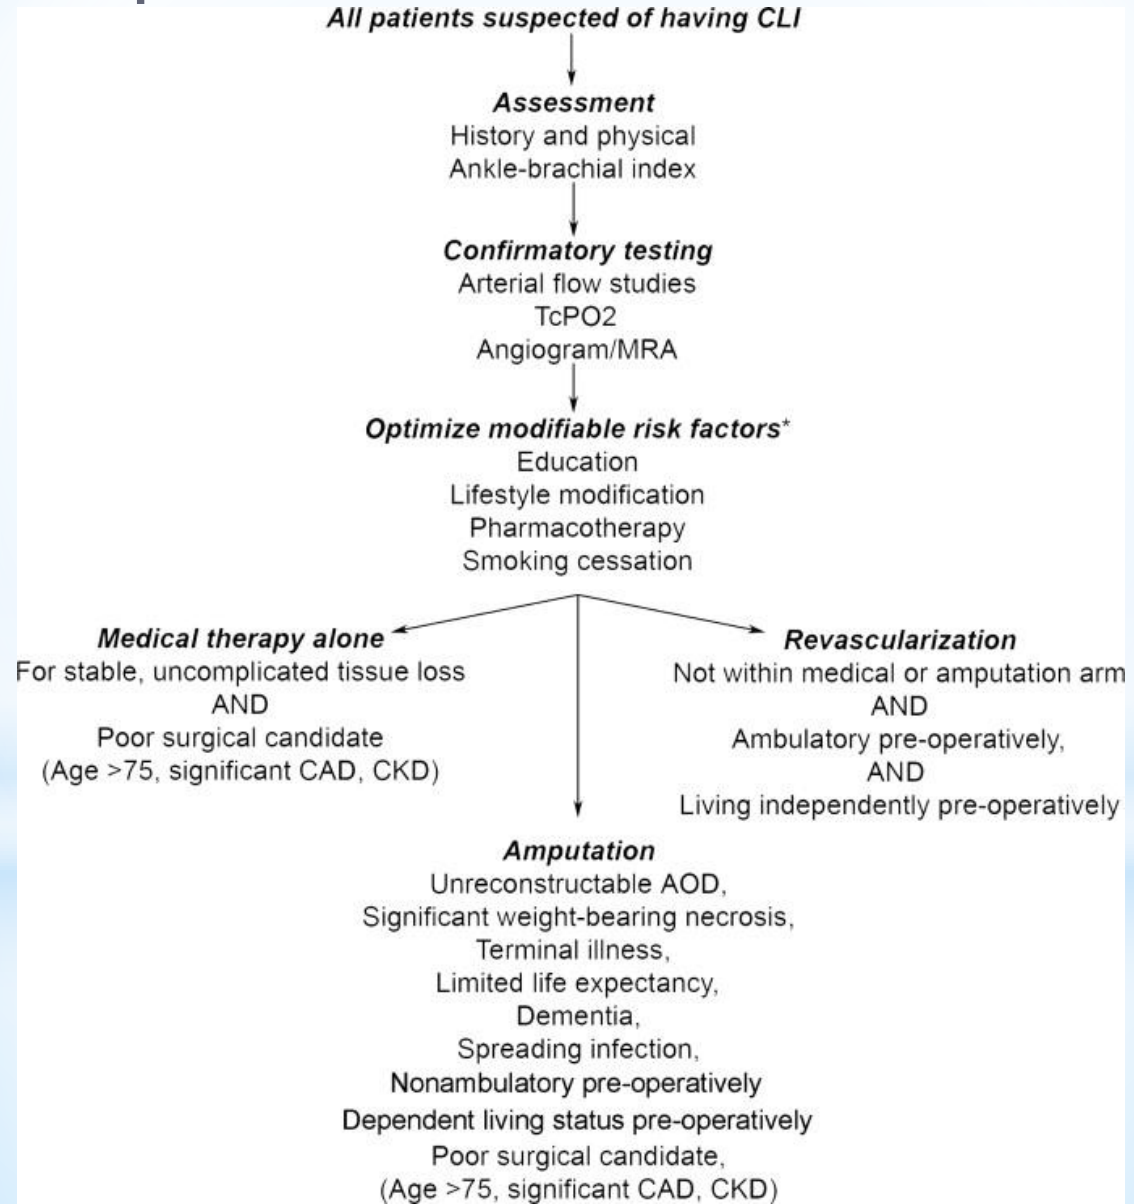 All patients suspected of having CLI
Assessment
History and physical
Ankle-brachial index
Confirmatory testing
Arterial flow studies
TcPO2
Angiogram/MRA
Optimize modifiable risk factors*
Education
Lifestyle modification
Pharmacotherapy
Smoking cessation
Medical therapy alone
For stable, uncomplicated tissue loss
AND
Poor surgical candidate
(Age >75, significant CAD, CKD)
Revascularization
Not within medical or amputation arm
AND
Ambulatory pre-operatively,
AND
Living independently pre-operatively
Amputation
Unreconstructable AOD,
Significant weight-bearing necrosis,
Terminal illness,
Limited life expectancy,
Dementia,
Spreading infection,
Nonambulatory pre-operatively
Dependent living status pre-operatively
Poor surgical candidate,
(Age >75, significant CAD, CKD)